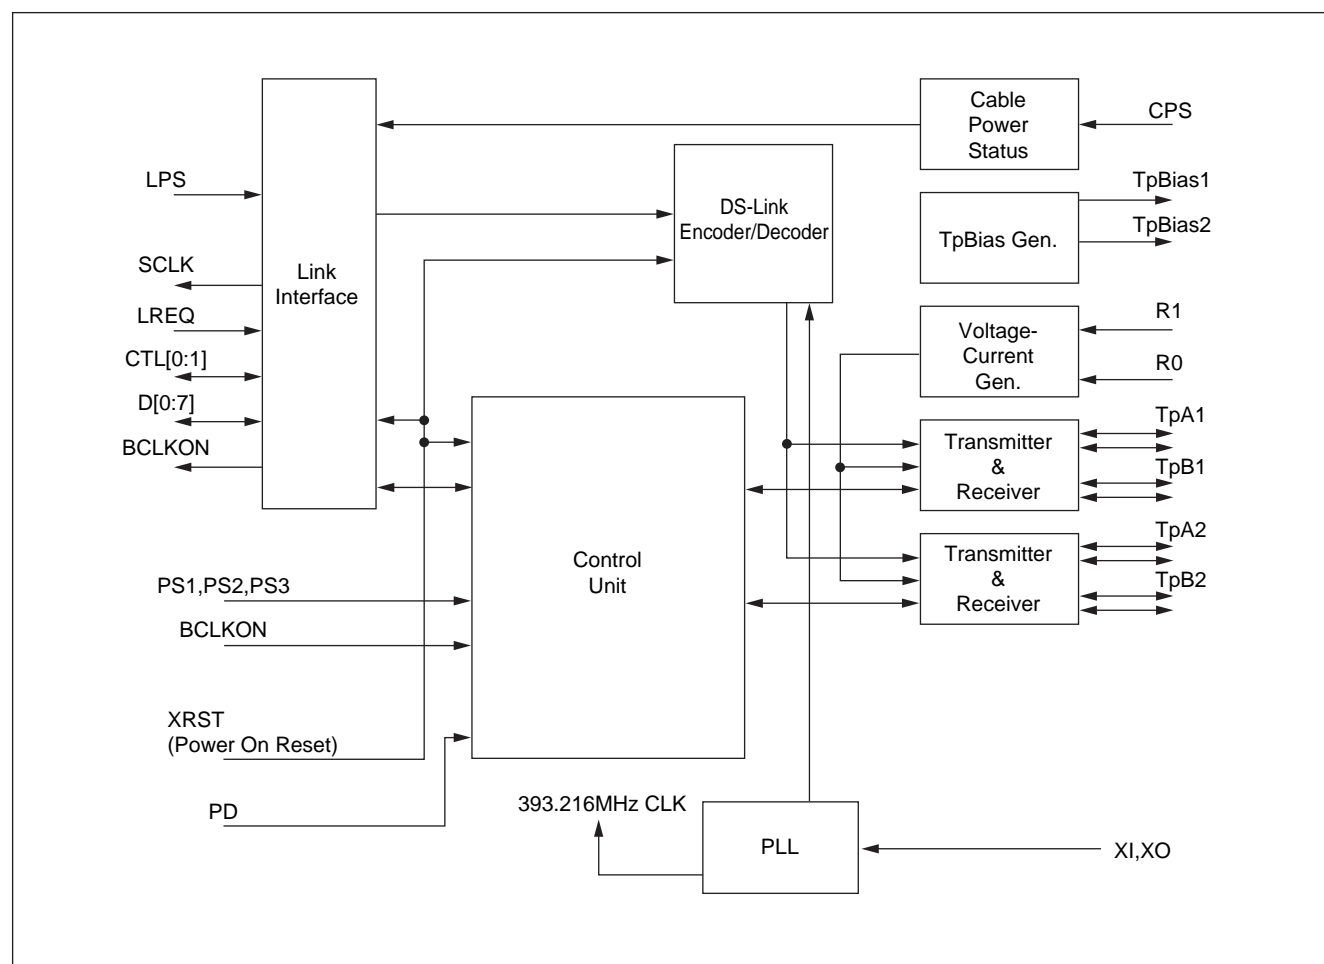 Cable
Power
Status
CPS
LPS
DS-Link
Encoder/Decoder
TpBias1
TpBias Gen.
TpBias2
SCLK
Link
Interface
LREQ
CTL[0:1]
D[0:7]
BCLKON
Voltage-
Current
Gen.
R1
R0
Transmitter
&
Receiver
TpA1
TpB1
Control
Unit
Transmitter
&
Receiver
TpA2
TpB2
PS1,PS2,PS3
BCLKON
XRST
(Power On Reset)
PD
393.216MHz CLK
PLL
XI,XO